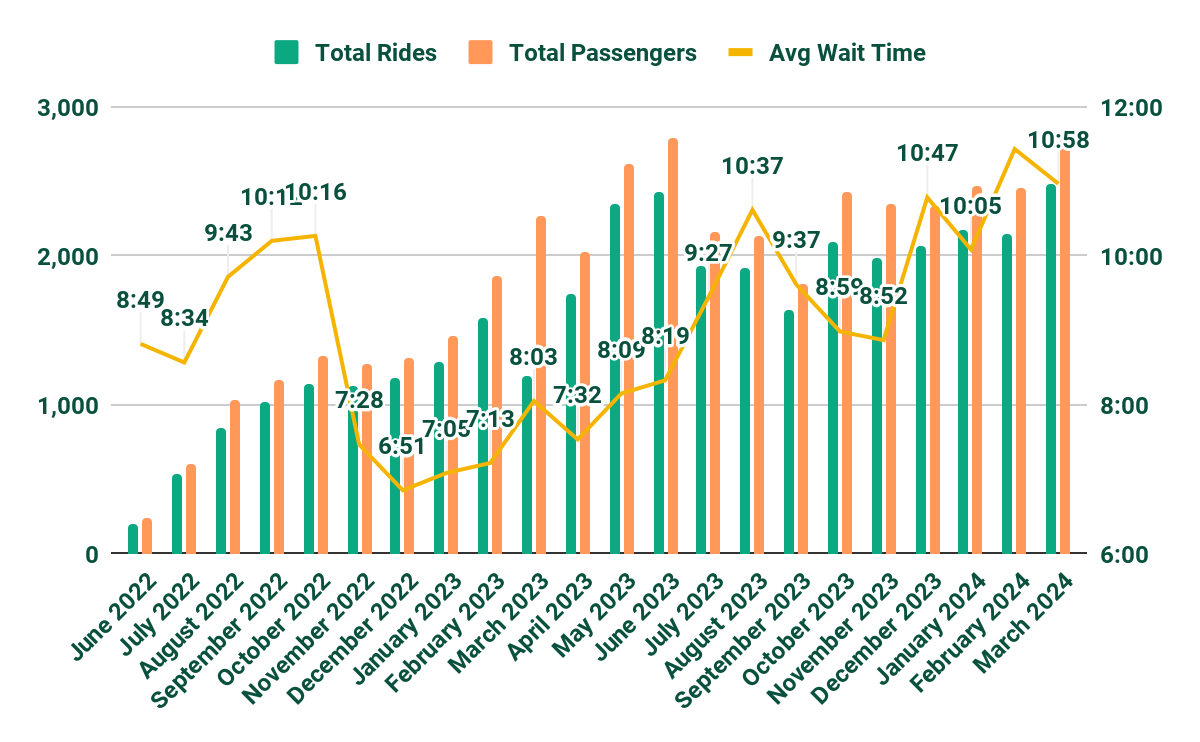 Total Rides Total Passengers Avg Wait Time
3,000
2,000
1,000
0
12:00
10:00
8:00
6:00
8:49
8:34
9:43
10:16
7:28
6:51
7:05
7:13
8:03
7:32
8:09
8:19
9:27
10:37
9:37
8:59
8:52
10:47
10:05
10:58
June 2022
July 2022
August 2022
September 2022
October 2022
November 2022
December 2022
January 2023
February 2023
March 2023
April 2023
May 2023
June 2023
July 2023
August 2023
September 2023
October 2023
November 2023
December 2023
January 2024
February 2024
March 2024